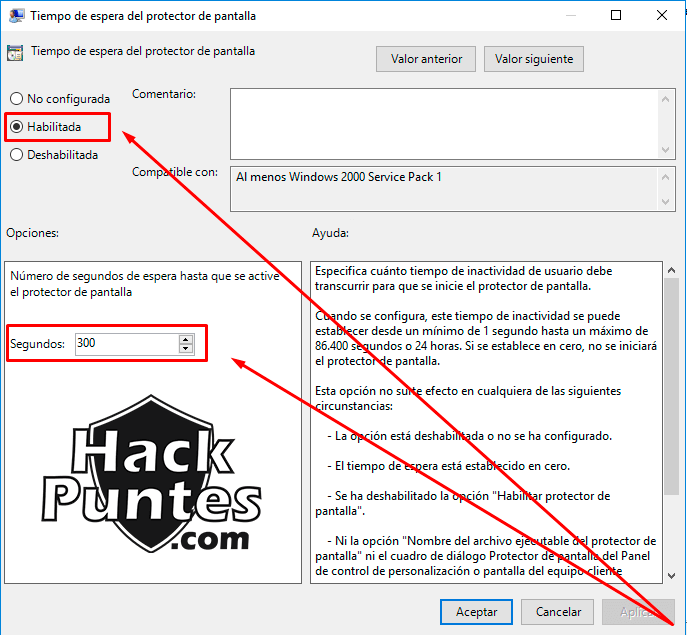 Tiempo de espera del protector de pantalla
Tiempo de espera del protector de pantalla
Valor anterior
Valor siguiente
No configurada
Habilitada
Deshabilitada
Comentario:
Compatible con:
Al menos Windows 2000 Service Pack 1
Opciones:
Ayuda:
Número de segundos de espera hasta que se active
el protector de pantalla
Segundos:
300
Hack
Puntes
.com
Especifica cuánto tiempo de inactividad de usuario debe
transcurrir para que se inicie el protector de pantalla.
Cuando se configura, este tiempo de inactividad se puede
establecer desde un mínimo de 1 segundo hasta un máximo de
86.400 segundos o 24 horas. Si se establece en cero, no se iniciará
el protector de pantalla.
Esta opción no surte efecto en cualquiera de las siguientes
circunstancias:
- La opción está deshabilitada o no se ha configurado.
- El tiempo de espera está establecido en cero.
- Se ha deshabilitado la opción "Habilitar protector de
pantalla".
- Ni la opción "Nombre del archivo ejecutable del protector de
pantalla" ni el cuadro de diálogo Protector de pantalla del Panel
de control de personalización o pantalla del equipo cliente
Aceptar
Cancelar
Aplicar